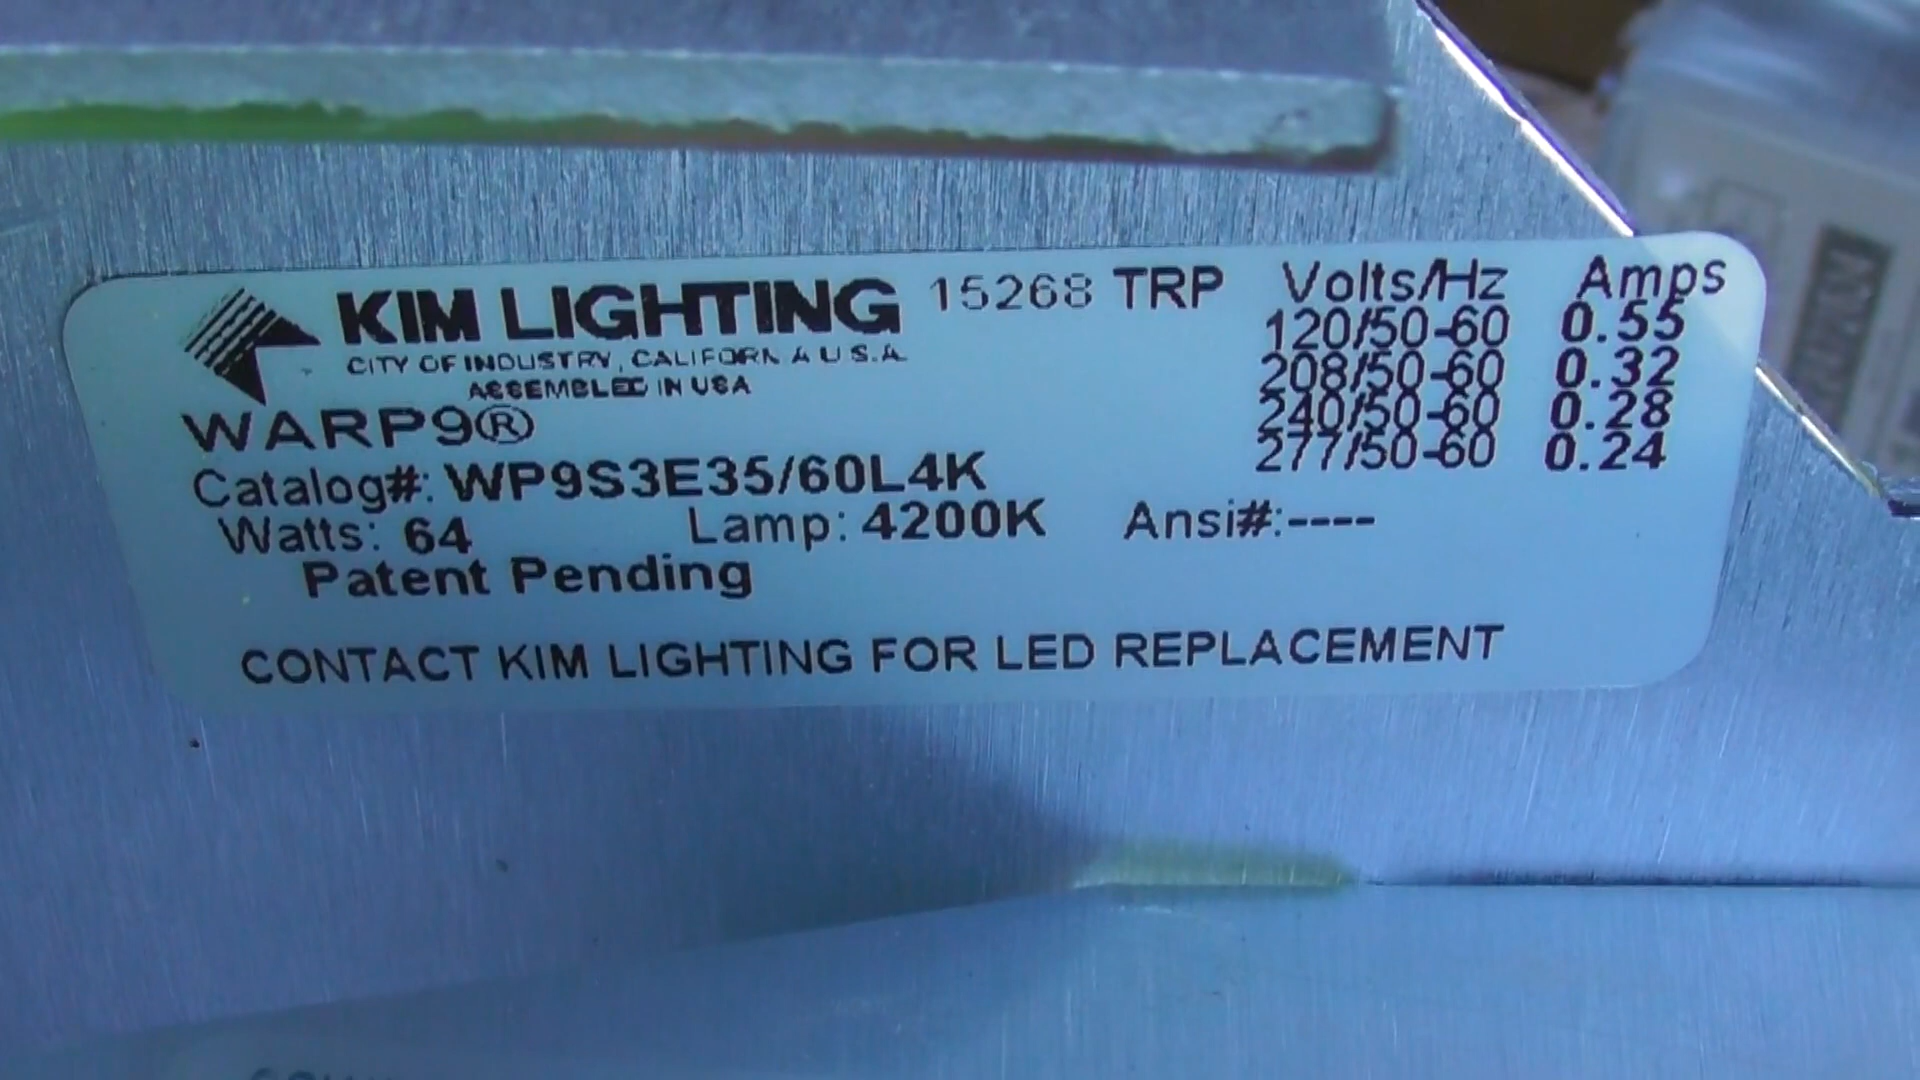 KIM LIGHTING 15268 TRP
CITY OF INDUSTRY, CALIFORNIA U.S.A.
ASSEMBLED IN USA
WARP9®
Catalog#: WP9S3E35/60L4K
Watts: 64 Lamp: 4200K Ansi#:----
Patent Pending
Volts/Hz Amps
120/50-60 0.55
208/50-60 0.32
240/50-60 0.28
277/50-60 0.24
CONTACT KIM LIGHTING FOR LED REPLACEMENT